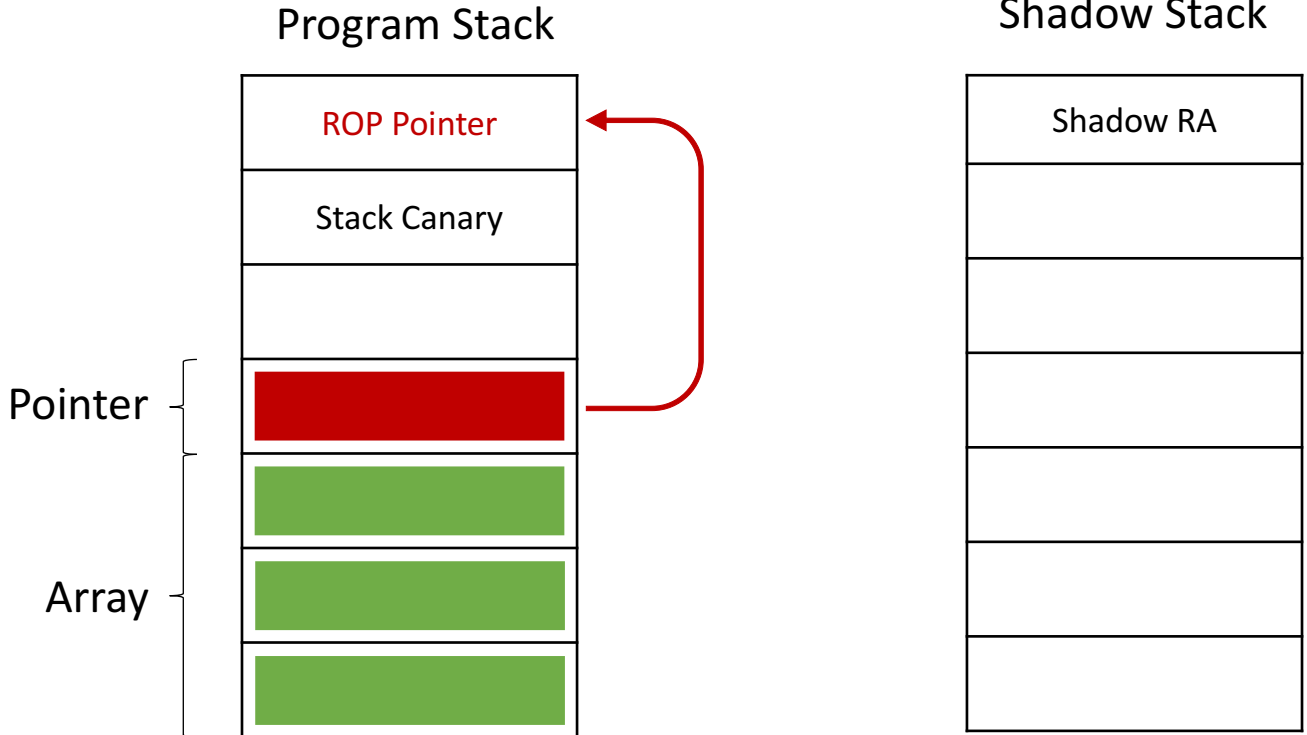 Program Stack
Shadow Stack
ROP Pointer
Shadow RA
Stack Canary
Pointer
Array